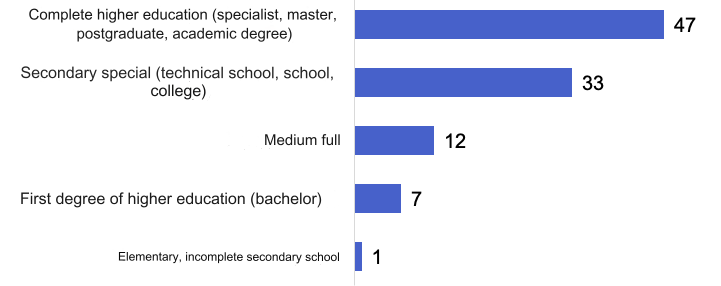 Complete higher education (specialist, master,
postgraduate, academic degree)
47
Secondary special (technical school, school,
college)
33
Medium full
12
First degree of higher education (bachelor)
7
Elementary, incomplete secondary school
1